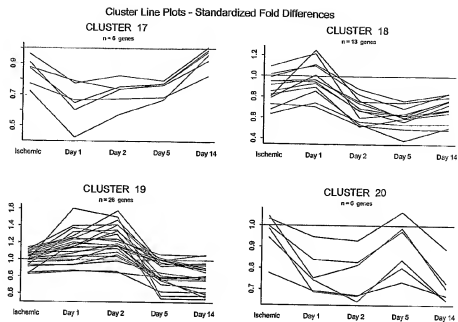 Cluster Line Plots - Standardized Fold Differences
CLUSTER 17
n = 6 genes
0.9
0.7
0.5
Ischemic Day 1 Day 2 Day 5 Day 14
CLUSTER 18
n = 13 genes
1.2
1.0
0.8
0.6
0.4
Ischemic Day 1 Day 2 Day 5 Day 14
CLUSTER 19
n = 26 genes
1.6
1.4
1.2
1.0
0.8
0.6
Ischemic Day 1 Day 2 Day 5 Day 14
CLUSTER 20
n = 6 genes
1.0
0.9
0.8
0.7
Ischemic Day 1 Day 2 Day 5 Day 14